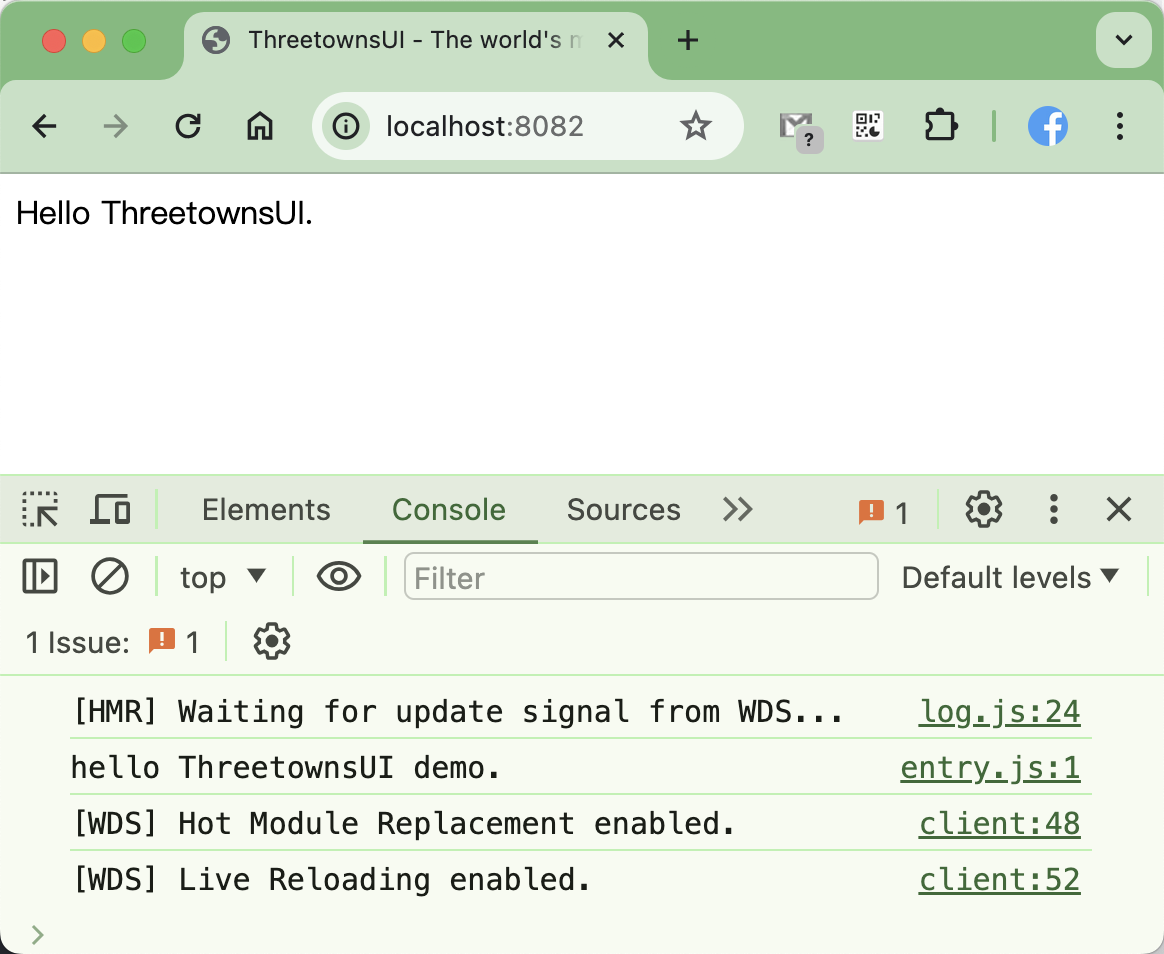 ThreetownsUI - The world's
localhost:8082
?
Hello ThreetownsUI.
Elements Console Sources 1
top Filter Default levels
1 Issue: 1
[HMR] Waiting for update signal from WDS... log.js:24
hello ThreetownsUI demo. entry.js:1
[WDS] Hot Module Replacement enabled. client:48
[WDS] Live Reloading enabled. client:52